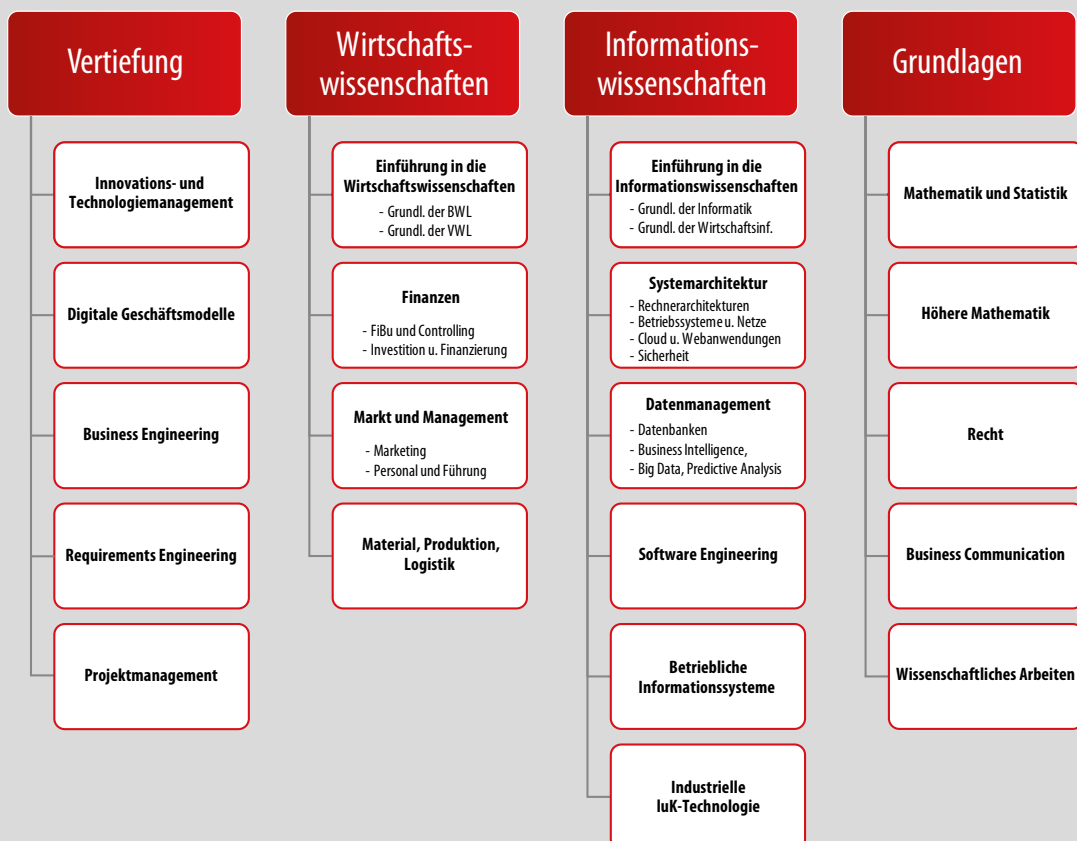 Vertiefung
Innovations- und
Technologiemanagement
Digitale Geschäftsmodelle
Business Engineering
Requirements Engineering
Projektmanagement
Wirtschafts-
wissenschaften
Einführung in die
Wirtschaftswissenschaften
- Grundl. der BWL
- Grundl. der VWL
Finanzen
- FiBu und Controlling
- Investition u. Finanzierung
Markt und Management
- Marketing
- Personal und Führung
Material, Produktion,
Logistik
Informations-
wissenschaften
Einführung in die
Informationswissenschaften
- Grundl. der Informatik
- Grundl. der Wirtschaftsinf.
Systemarchitektur
- Rechnerarchitekturen
- Betriebssysteme u. Netze
- Cloud u. Webanwendungen
- Sicherheit
Datenmanagement
- Datenbanken
- Business Intelligence,
- Big Data, Predictive Analysis
Software Engineering
Betriebliche
Informationssysteme
Industrielle
IuK-Technologie
Grundlagen
Mathematik und Statistik
Höhere Mathematik
Recht
Business Communication
Wissenschaftliches Arbeiten